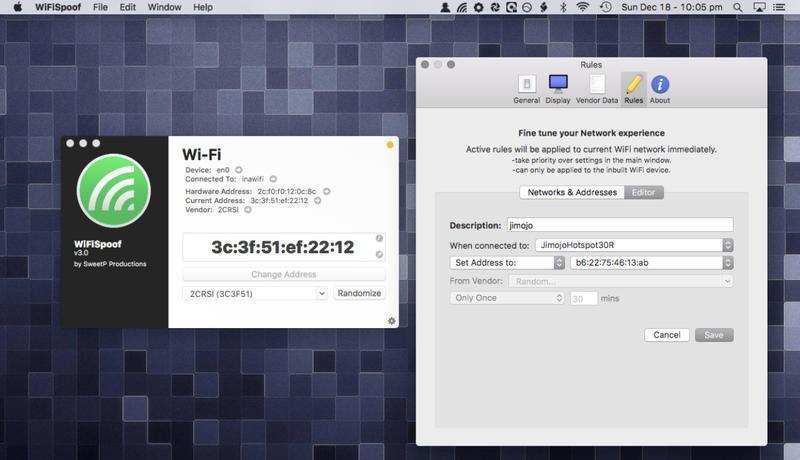 WiFiSpoof File Edit Window Help
Sun Dec 18 - 10:05 pm
Wi-Fi
Device: en0
Connected To: inawifi
Hardware Address: 2c:f0:f0:12:0c:8c
Current Address: 3c:3f:51:ef:22:12
Vendor: 2CRSI
WiFiSpoof
v3.0
by SweetP Productions
3c:3f:51:ef:22:12
Change Address
2CRSI (3C3F51)
Randomize
Rules
General Display Vendor Data Rules About
Fine tune your Network experience
Active rules will be applied to current WiFi network immediately.
-take priority over settings in the main window.
-can only be applied to the inbuilt WiFi device.
Networks & Addresses Editor
Description: jimojo
When connected to: JimojoHotspot30R
Set Address to: b6:22:75:46:13:ab
From Vendor: Random...
Only Once 30 mins
Cancel Save